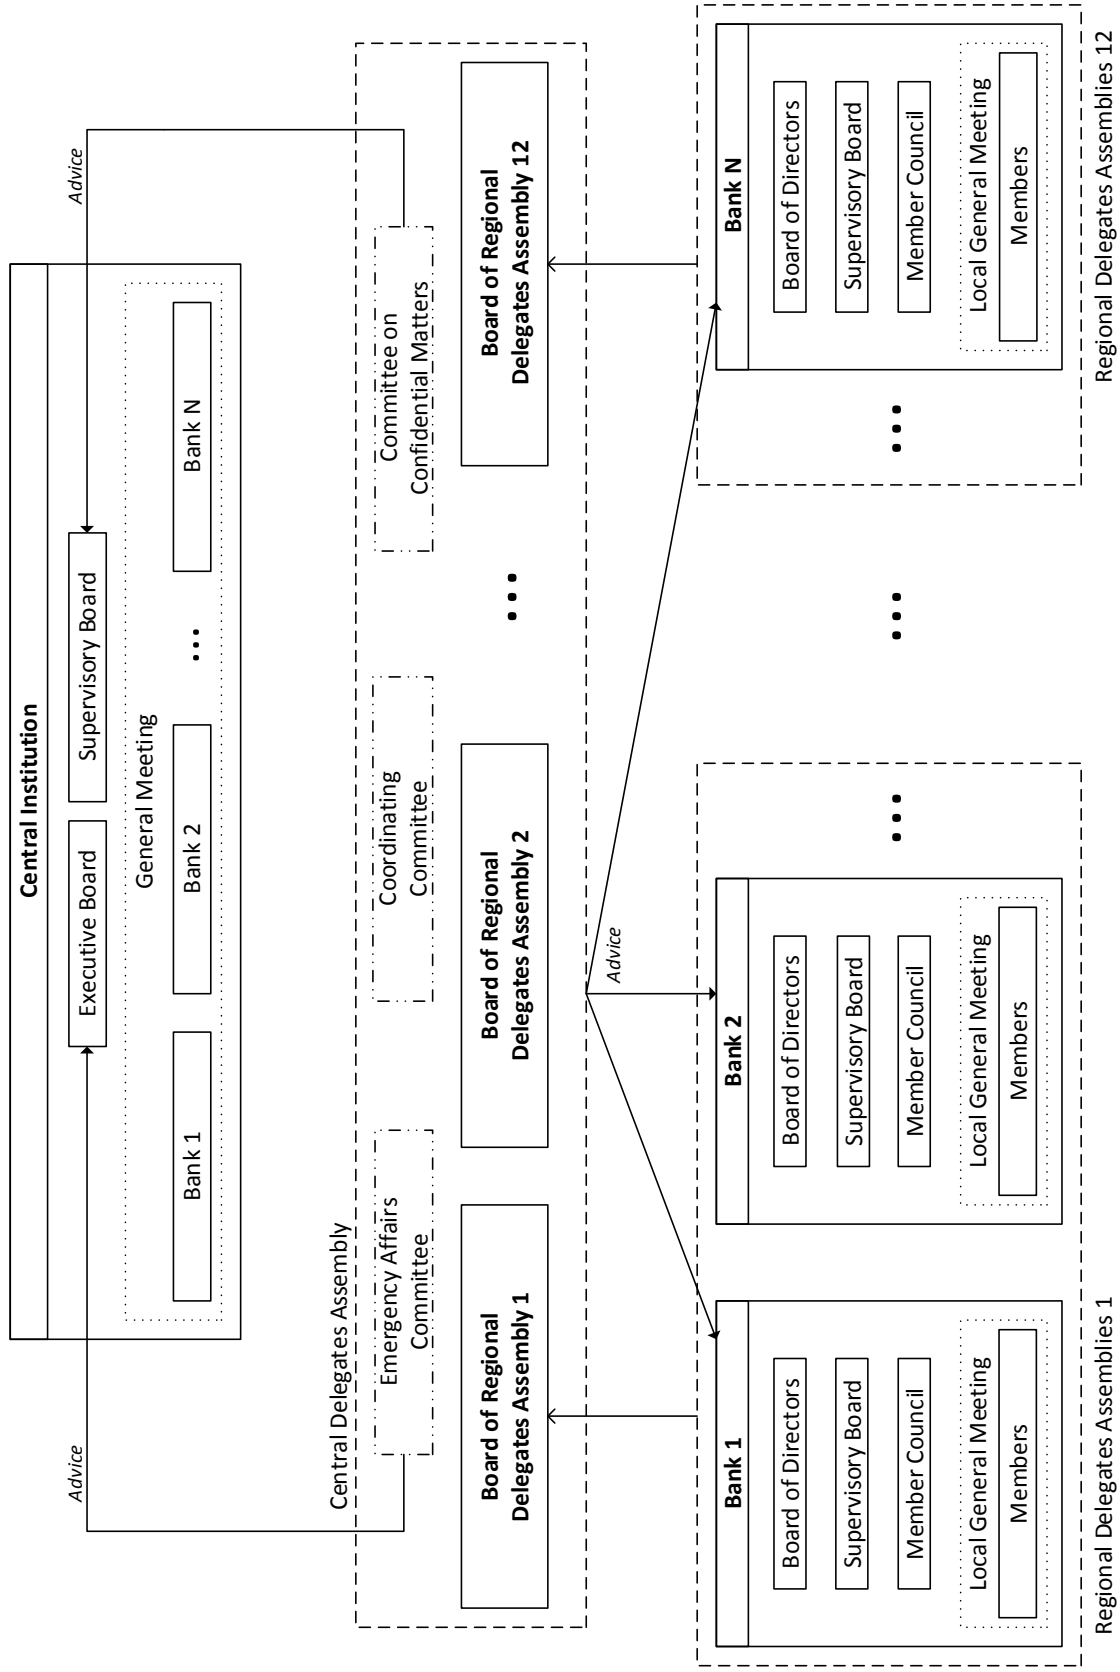 Central Institution
Executive Board
Supervisory Board
General Meeting
Bank 1
Bank 2
...
Bank N
Advice
Advice
Central Delegates Assembly
Emergency Affairs
Committee
Coordinating
Committee
Committee on
Confidential Matters
Board of Regional
Delegates Assembly 1
Board of Regional
Delegates Assembly 2
...
Board of Regional
Delegates Assembly 12
Advice
Bank 1
Board of Directors
Supervisory Board
Member Council
Local General Meeting
Members
Bank 2
Board of Directors
Supervisory Board
Member Council
Local General Meeting
Members
...
...
...
Bank N
Board of Directors
Supervisory Board
Member Council
Local General Meeting
Members
Regional Delegates Assemblies 1
Regional Delegates Assemblies 12